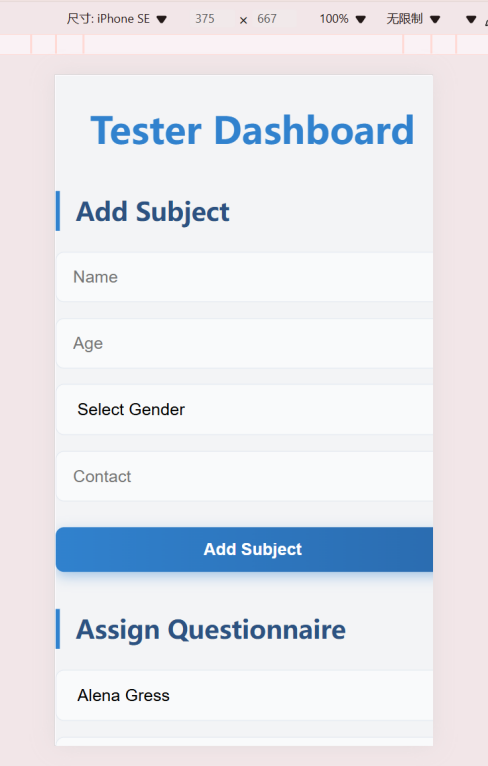 尺寸: iPhone SE 375 × 667 100% 无限制
Tester Dashboard
Add Subject
Name
Age
Select Gender
Contact
Add Subject
Assign Questionnaire
Alena Gress